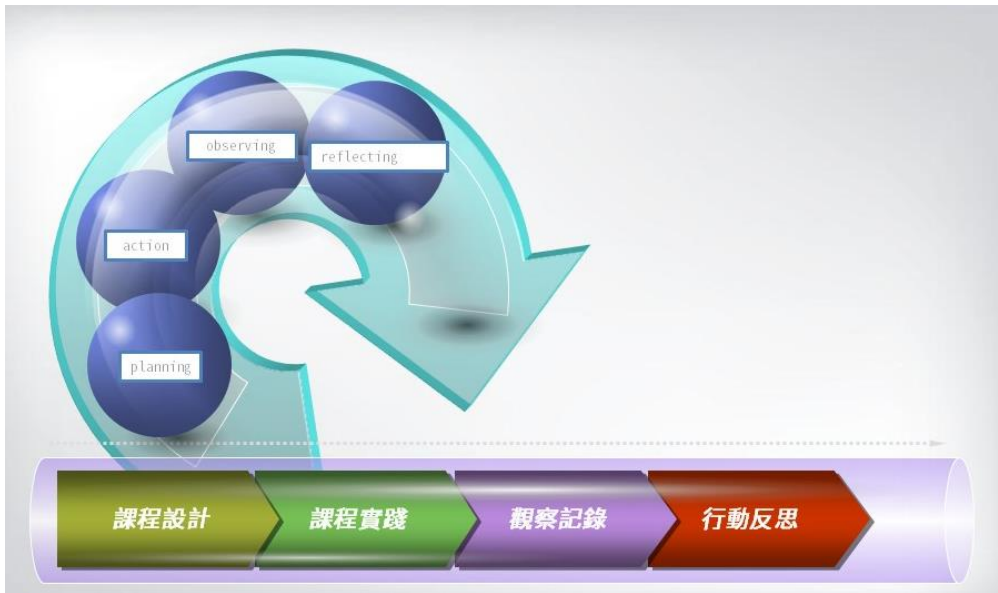 observing
reflecting
action
planning
課程設計
課程實踐
觀察記錄
行動反思